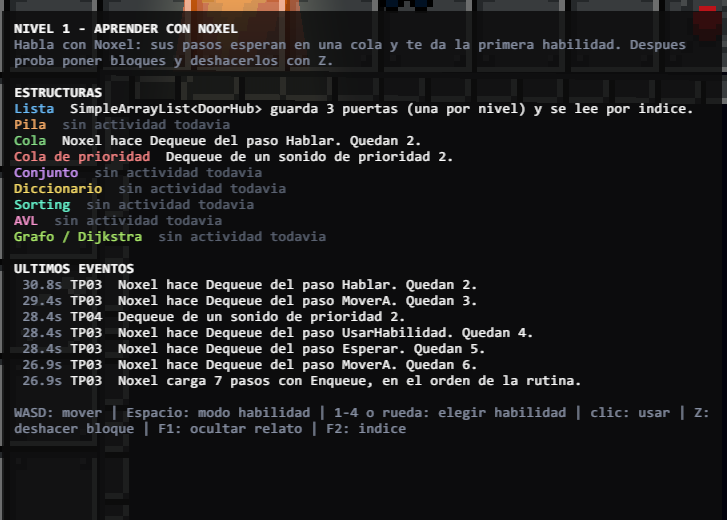 NIVEL 1 - APRENDER CON NOXEL
Habla con Noxel: sus pasos esperan en una cola y te da la primera habilidad. Despues
proba poner bloques y deshacerlos con Z.
ESTRUCTURAS
Lista SimpleArrayList<DoorHub> guarda 3 puertas (una por nivel) y se lee por indice.
Pila sin actividad todavia
Cola Noxel hace Dequeue del paso Hablar. Quedan 2.
Cola de prioridad Dequeue de un sonido de prioridad 2.
Conjunto sin actividad todavia
Diccionario sin actividad todavia
Sorting sin actividad todavia
AVL sin actividad todavia
Grafo / Dijkstra sin actividad todavia
ULTIMOS EVENTOS
30.8s TP03 Noxel hace Dequeue del paso Hablar. Quedan 2.
29.4s TP03 Noxel hace Dequeue del paso MoverA. Quedan 3.
28.4s TP04 Dequeue de un sonido de prioridad 2.
28.4s TP03 Noxel hace Dequeue del paso UsarHabilidad. Quedan 4.
28.4s TP03 Noxel hace Dequeue del paso Esperar. Quedan 5.
26.9s TP03 Noxel hace Dequeue del paso MoverA. Quedan 6.
26.9s TP03 Noxel carga 7 pasos con Enqueue, en el orden de la rutina.
WASD: mover | Espacio: modo habilidad | 1-4 o rueda: elegir habilidad | clic: usar | Z:
deshacer bloque | F1: ocultar relato | F2: indice